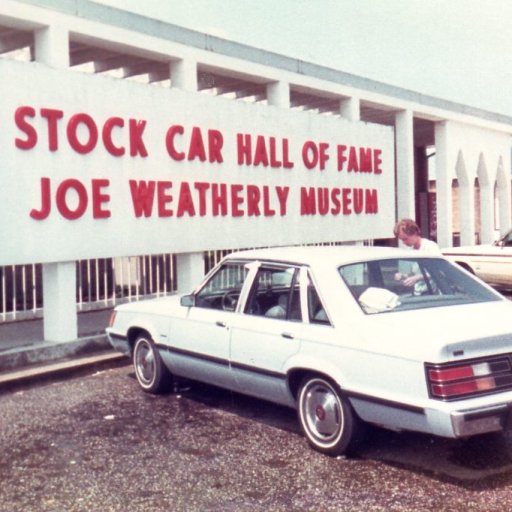 STOCK CAR HALL OF FAME
JOE WEATHERLY MUSEUM